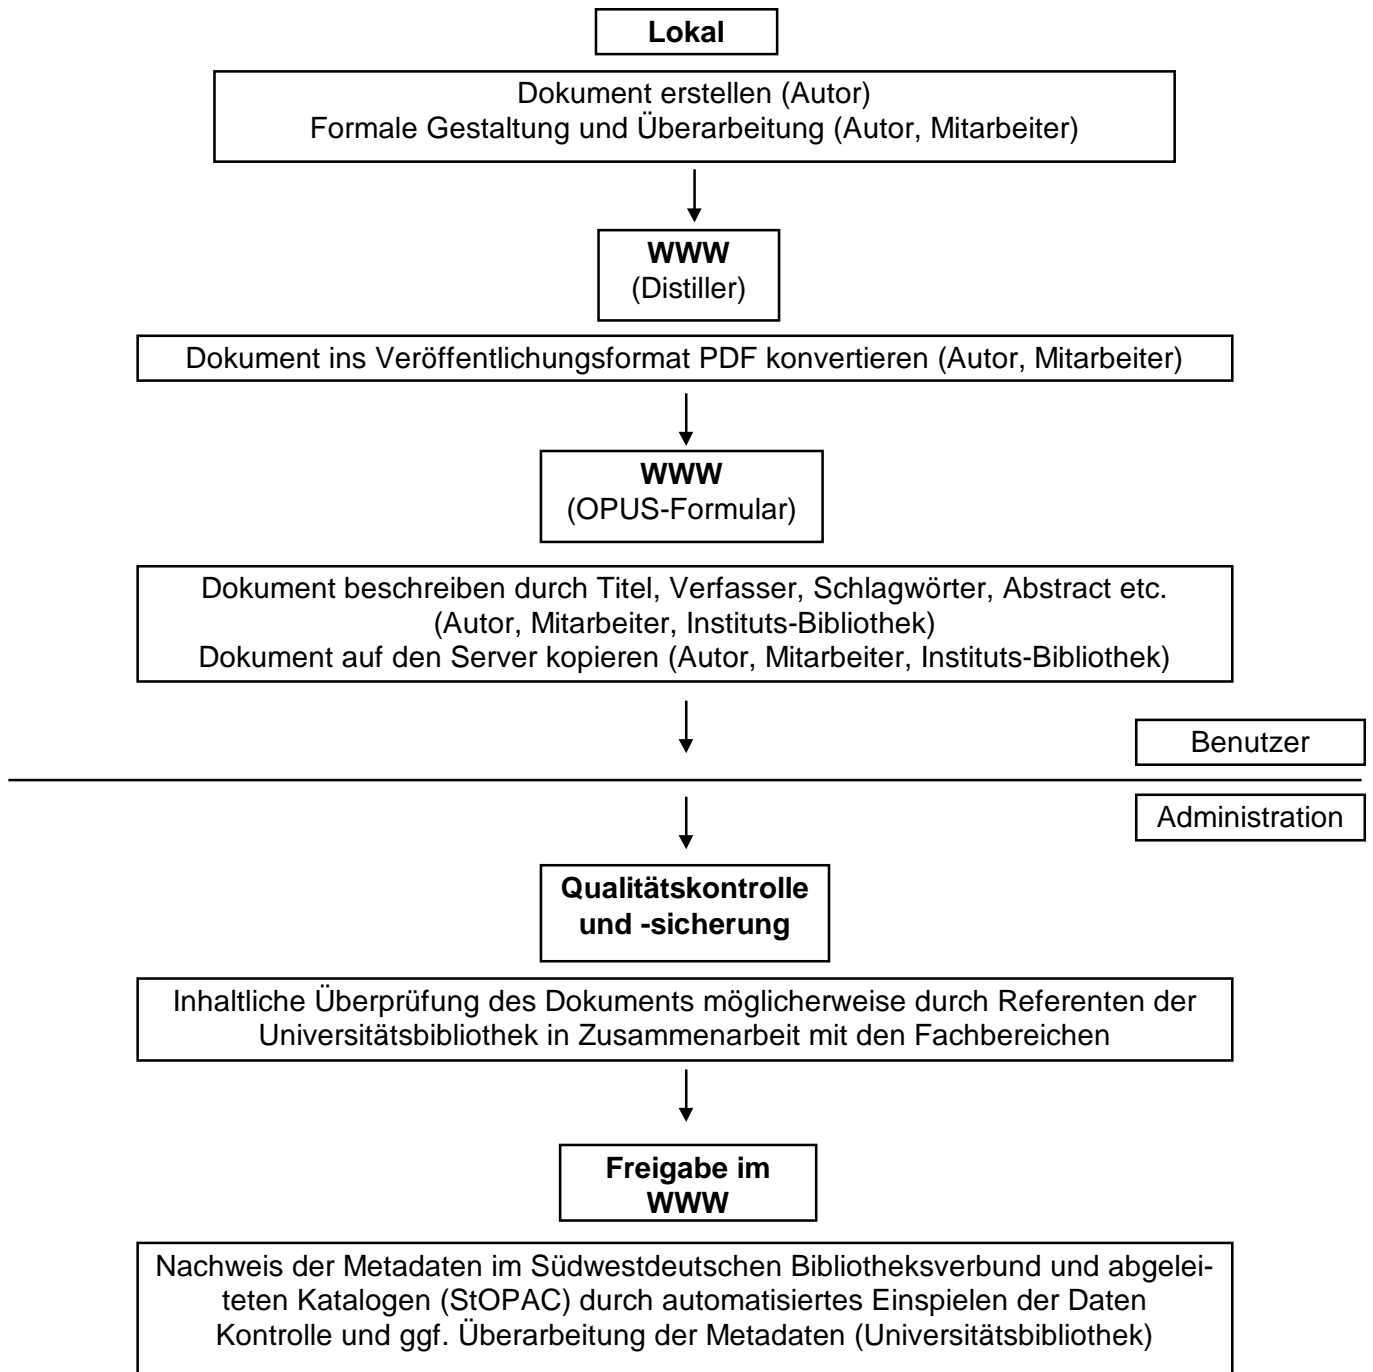 Lokal
Dokument erstellen (Autor)
Formale Gestaltung und Überarbeitung (Autor, Mitarbeiter)
WWW
(Distiller)
Dokument ins Veröffentlichungsformat PDF konvertieren (Autor, Mitarbeiter)
WWW
(OPUS-Formular)
Dokument beschreiben durch Titel, Verfasser, Schlagwörter, Abstract etc.
(Autor, Mitarbeiter, Instituts-Bibliothek)
Dokument auf den Server kopieren (Autor, Mitarbeiter, Instituts-Bibliothek)
Benutzer
Administration
Qualitätskontrolle
und -sicherung
Inhaltliche Überprüfung des Dokuments möglicherweise durch Referenten der
Universitätsbibliothek in Zusammenarbeit mit den Fachbereichen
Freigabe im
WWW
Nachweis der Metadaten im Südwestdeutschen Bibliotheksverbund und abgelei-
teten Katalogen (StOPAC) durch automatisiertes Einspielen der Daten
Kontrolle und ggf. Überarbeitung der Metadaten (Universitätsbibliothek)